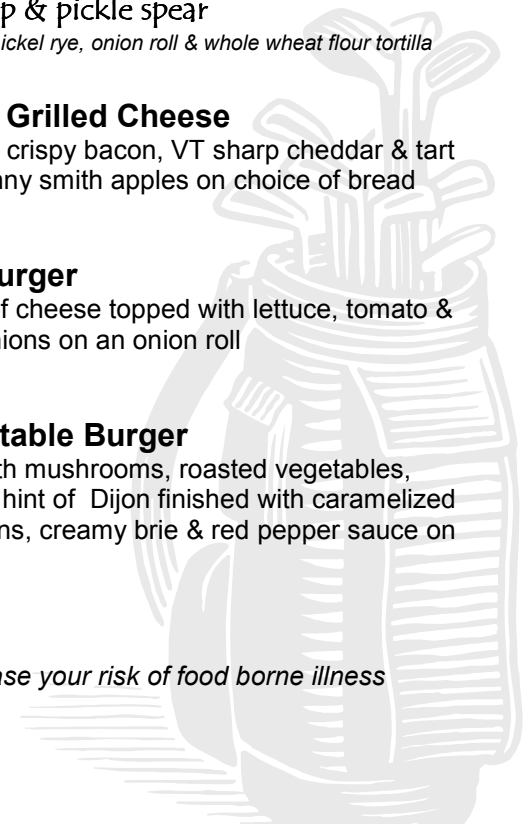 p & pickle spear
ickel rye, onion roll & whole wheat flour tortilla
Grilled Cheese
crispy bacon, VT sharp cheddar & tart
nny smith apples on choice of bread
urger
f cheese topped with lettuce, tomato &
nions on an onion roll
table Burger
th mushrooms, roasted vegetables,
hint of Dijon finished with caramelized
ns, creamy brie & red pepper sauce on
ase your risk of food borne illness